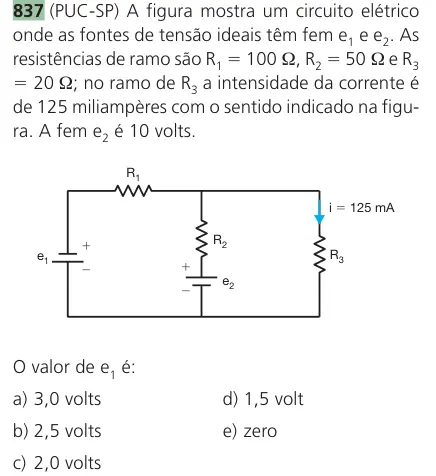 837 (PUC-SP) A figura mostra um circuito elétrico
onde as fontes de tensão ideais têm fem e₁ e e₂. As
resistências de ramo são R₁ = 100 Ω, R₂ = 50 Ω e R₃
= 20 Ω; no ramo de R₃ a intensidade da corrente é
de 125 miliampères com o sentido indicado na figu-
ra. A fem e₂ é 10 volts.
R₁
i = 125 mA
R₂
R₃
e₁
+
−
+
−
e₂
O valor de e₁ é:
a) 3,0 volts
b) 2,5 volts
c) 2,0 volts
d) 1,5 volt
e) zero